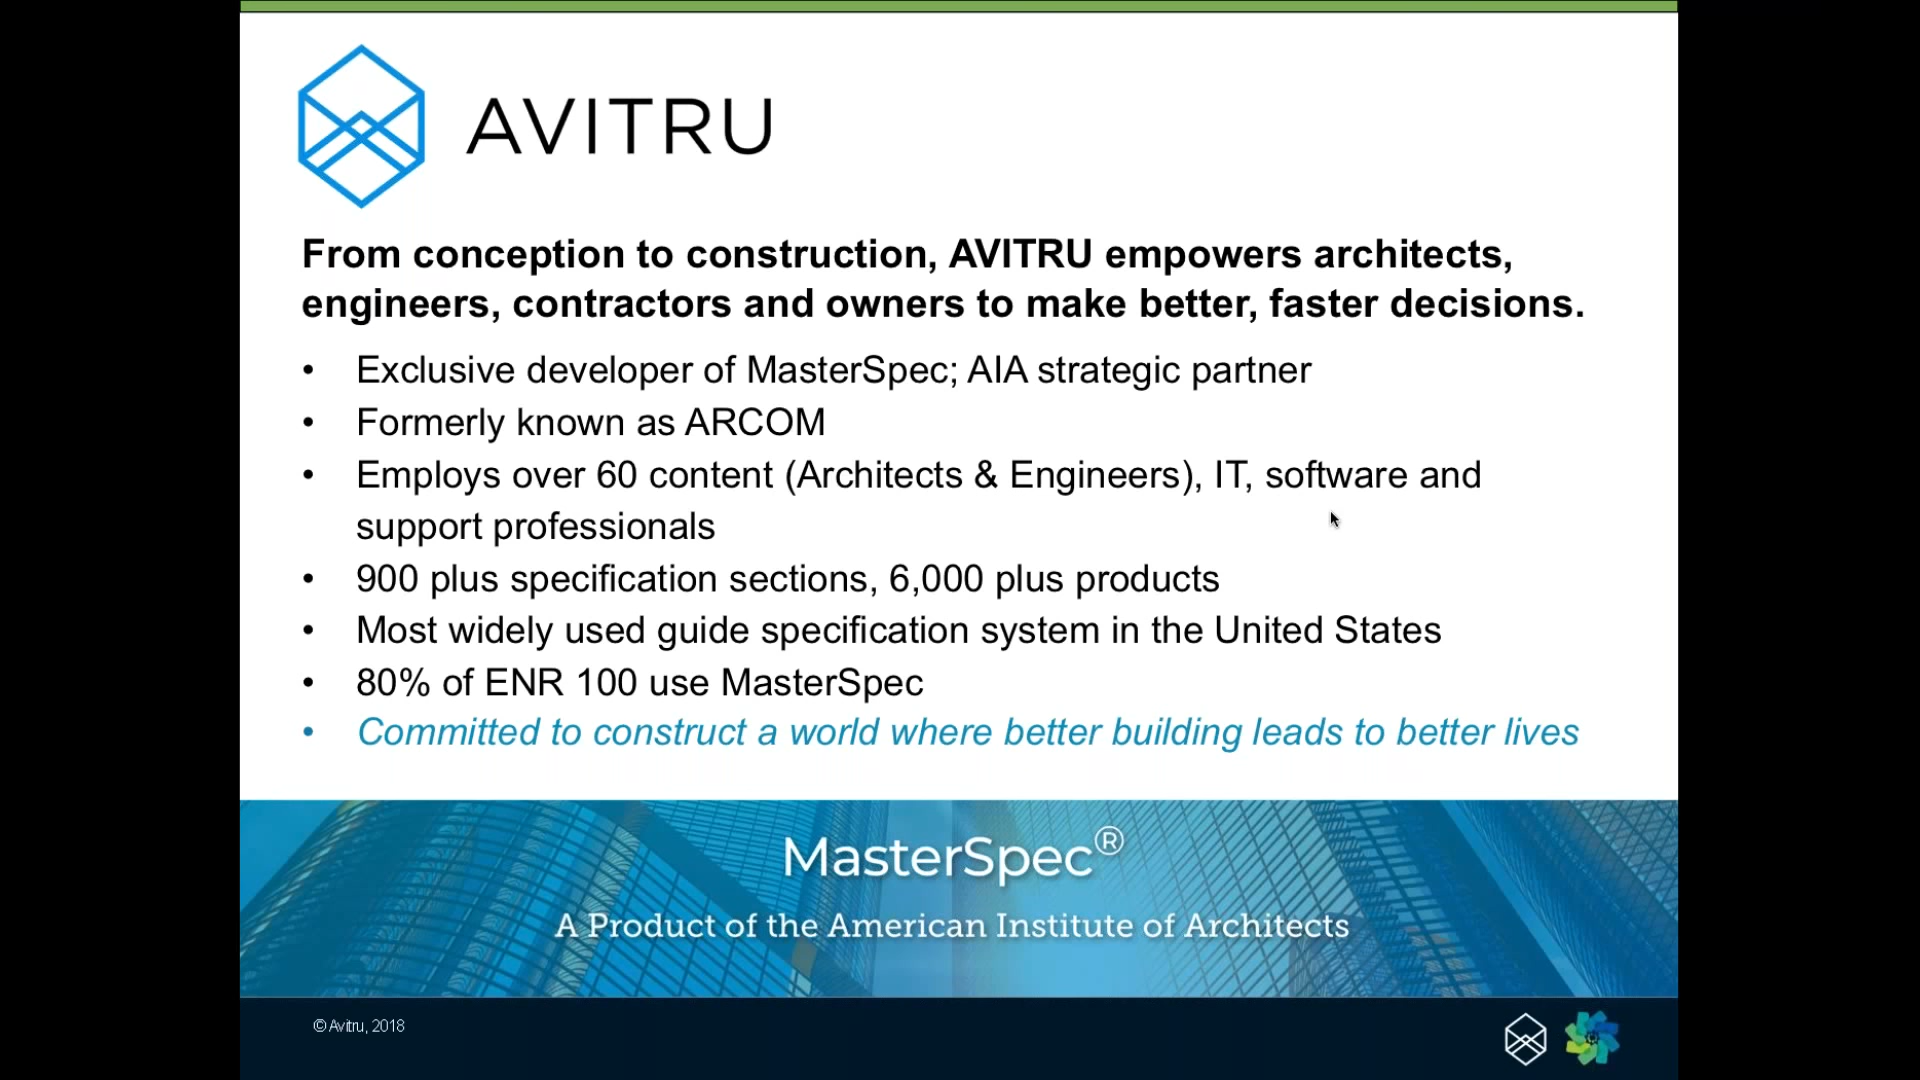 AVITRU
From conception to construction, AVITRU empowers architects,
engineers, contractors and owners to make better, faster decisions.
• Exclusive developer of MasterSpec; AIA strategic partner
• Formerly known as ARCOM
• Employs over 60 content (Architects & Engineers), IT, software and
support professionals
• 900 plus specification sections, 6,000 plus products
• Most widely used guide specification system in the United States
• 80% of ENR 100 use MasterSpec
• Committed to construct a world where better building leads to better lives
MasterSpec®
A Product of the American Institute of Architects
© Avitru, 2018